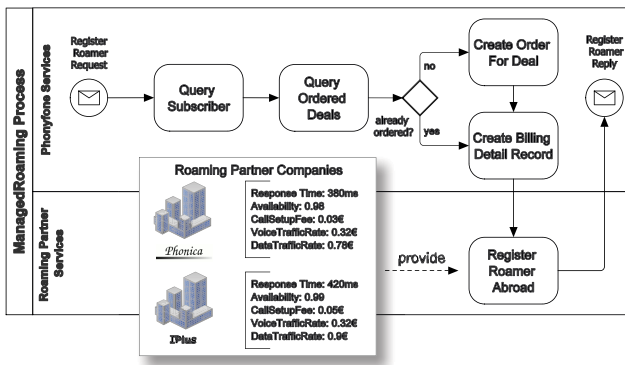 ManagedRoaming Process
Phonyfone Services
Roaming Partner
Services
Register
Roamer
Request
Query
Subscriber
Query
Ordered
Deals
no
already
ordered?
yes
Create Order
For Deal
Create Billing
Detail Record
Register
Roamer
Reply
Roaming Partner Companies
Phonica
Response Time: 380ms
Availability: 0.98
CallSetupFee: 0.03€
VoiceTrafficRate: 0.32€
DataTrafficRate: 0.78€
IPlus
Response Time: 420ms
Availability: 0.99
CallSetupFee: 0.05€
VoiceTrafficRate: 0.32€
DataTrafficRate: 0.9€
provide
Register
Roamer
Abroad